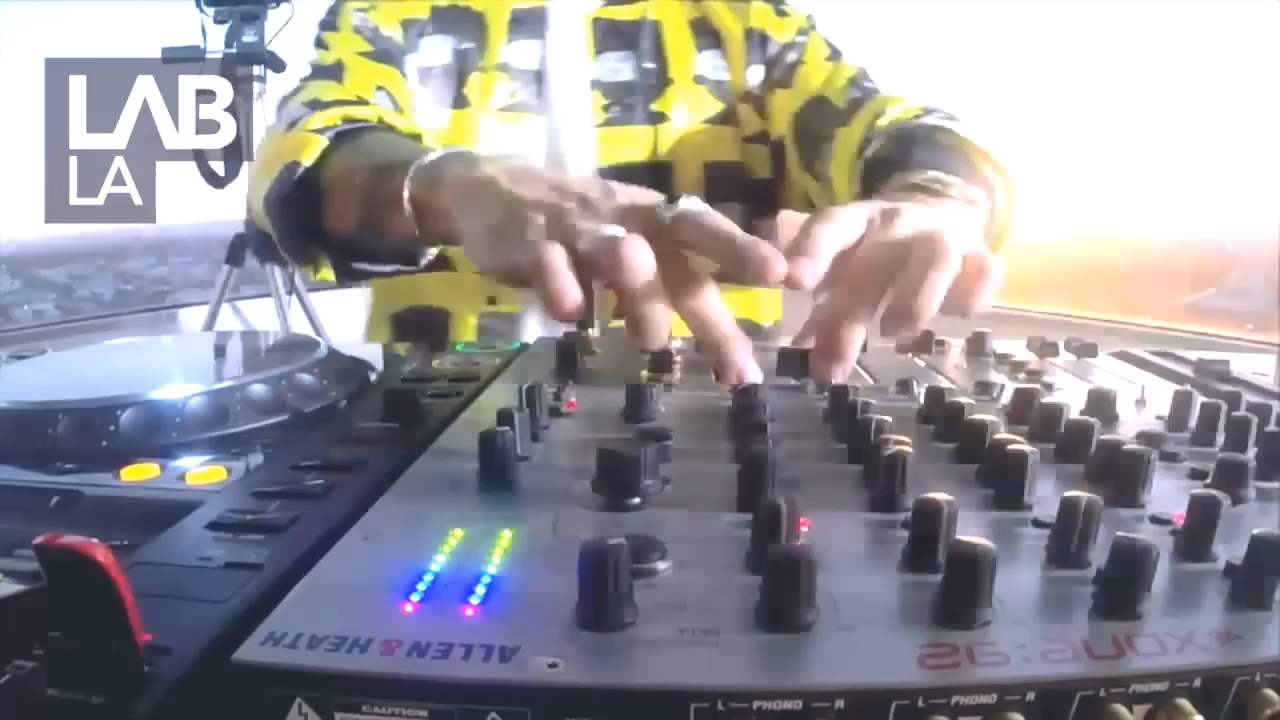 LAB
LA
ALLEN & HEATH
XONE:92
CAUTION
L — PHONO — R
L — PHONO — R
L — PHONO — R